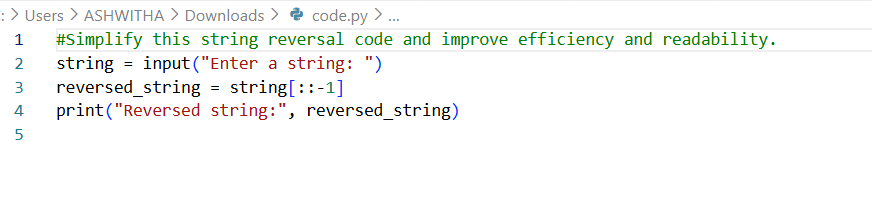 : > Users > ASHWITHA > Downloads > code.py > ...
1 #Simplify this string reversal code and improve efficiency and readability.
2 string = input("Enter a string: ")
3 reversed_string = string[::-1]
4 print("Reversed string:", reversed_string)
5